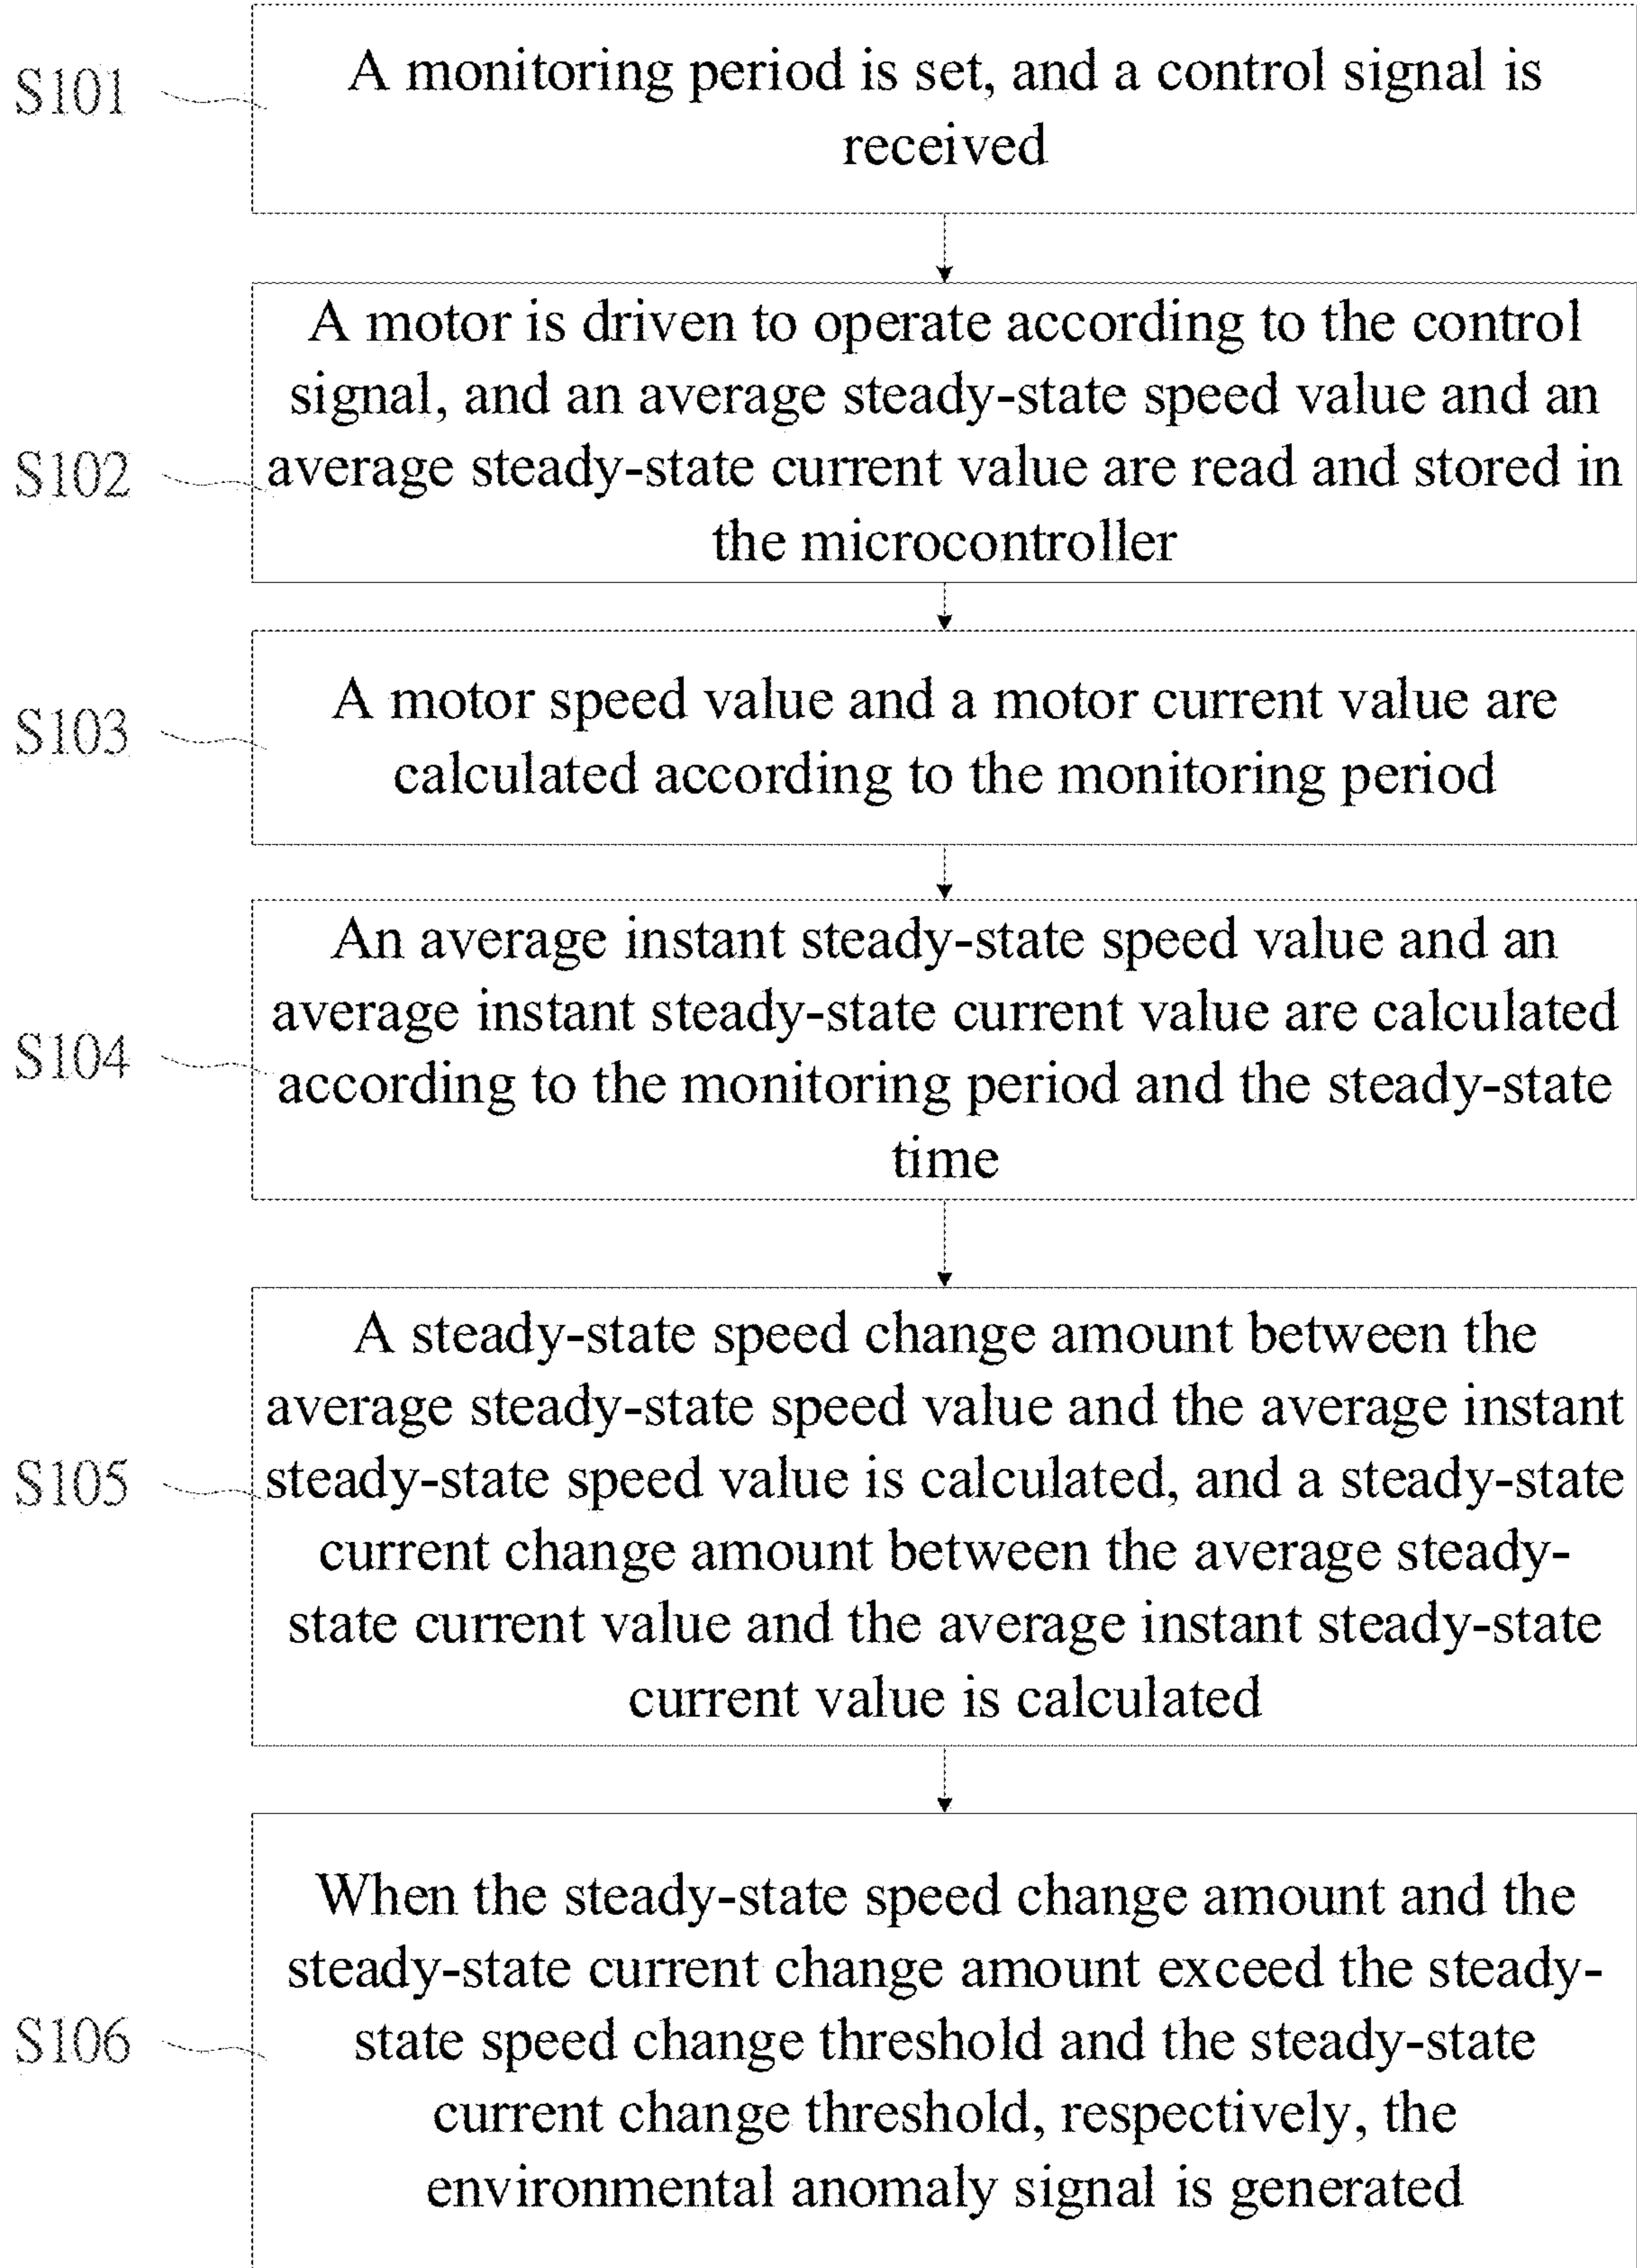 S101
A monitoring period is set, and a control signal is
received
A motor is driven to operate according to the control
signal, and an average steady-state speed value and an
S102
average steady-state current value are read and stored in
the microcontroller
S103
A motor speed value and a motor current value are
calculated according to the monitoring period
An average instant steady-state speed value and an
average instant steady-state current value are calculated
S104
according to the monitoring period and the steady-state
time
A steady-state speed change amount between the
average steady-state speed value and the average instant
S105
steady-state speed value is calculated, and a steady-state
current change amount between the average steady-
state current value and the average instant steady-state
current value is calculated
When the steady-state speed change amount and the
steady-state current change amount exceed the steady-
S106
state speed change threshold and the steady-state
current change threshold, respectively, the
environmental anomaly signal is generated